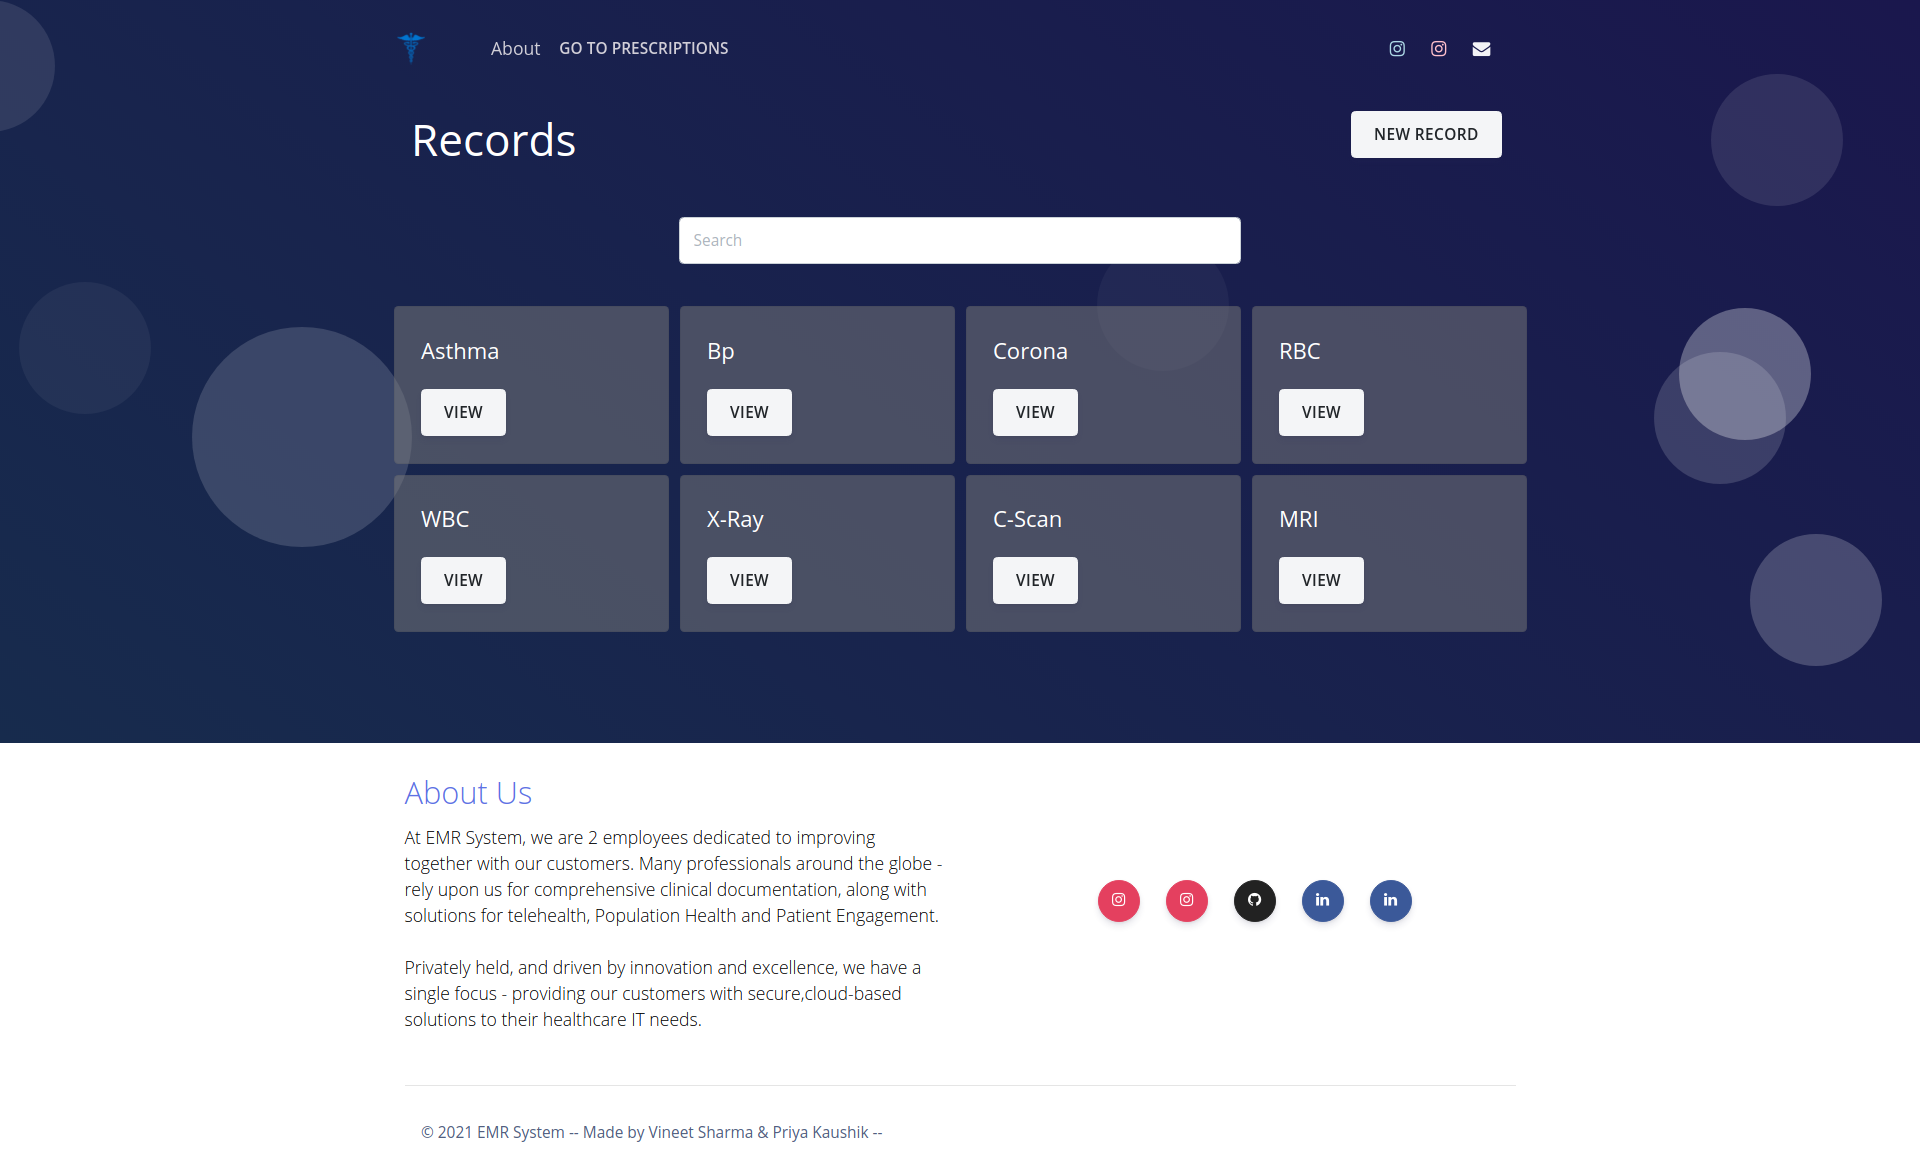 About GO TO PRESCRIPTIONS
Records
NEW RECORD
Search
Asthma
VIEW
Bp
VIEW
Corona
VIEW
RBC
VIEW
WBC
VIEW
X-Ray
VIEW
C-Scan
VIEW
MRI
VIEW
About Us
At EMR System, we are 2 employees dedicated to improving
together with our customers. Many professionals around the globe -
rely upon us for comprehensive clinical documentation, along with
solutions for telehealth, Population Health and Patient Engagement.
Privately held, and driven by innovation and excellence, we have a
single focus - providing our customers with secure,cloud-based
solutions to their healthcare IT needs.
© 2021 EMR System -- Made by Vineet Sharma & Priya Kaushik --